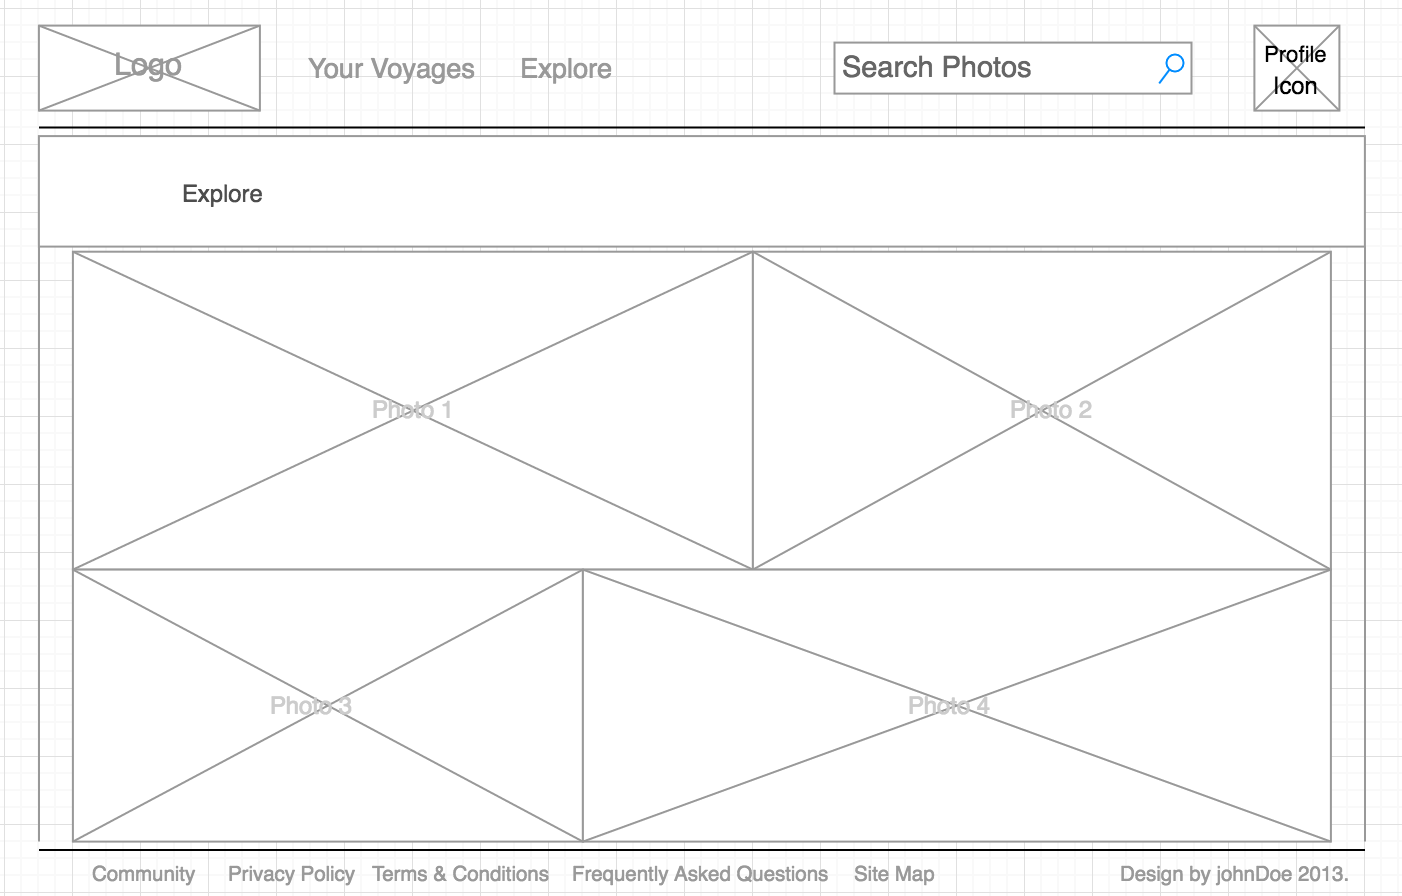 Logo
Your Voyages
Explore
Search Photos
Profile
Icon
Explore
Photo 1
Photo 2
Photo 3
Photo 4
Community
Privacy Policy
Terms & Conditions
Frequently Asked Questions
Site Map
Design by johnDoe 2013.